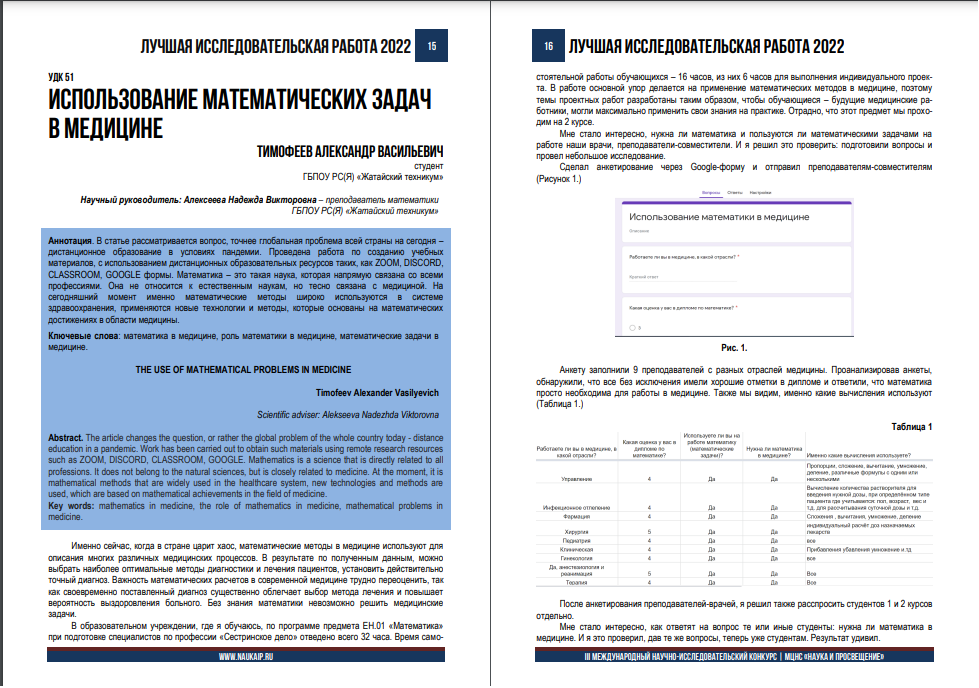 ЛУЧШАЯ ИССЛЕДОВАТЕЛЬСКАЯ РАБОТА 2022 15
УДК 51
ИСПОЛЬЗОВАНИЕ МАТЕМАТИЧЕСКИХ ЗАДАЧ
В МЕДИЦИНЕ
ТИМОФЕЕВ АЛЕКСАНДР ВАСИЛЬЕВИЧ
студент
ГБПОУ РС(Я) «Жатайский техникум»
Научный руководитель: Алексеева Надежда Викторовна – преподаватель математики
ГБПОУ РС(Я) «Жатайский техникум»
Аннотация. В статье рассматривается вопрос, точнее глобальная проблема всей страны на сегодня –
дистанционное образование в условиях пандемии. Проведена работа по созданию учебных
материалов, с использованием дистанционных образовательных ресурсов таких, как ZOOM, DISCORD,
CLASSROOM, GOOGLE формы. Математика – это такая наука, которая напрямую связана со всеми
профессиями. Она не относится к естественным наукам, но тесно связана с медициной. На
сегодняшний момент именно математические методы широко используются в системе
здравоохранения, применяются новые технологии и методы, которые основаны на математических
достижениях в области медицины.
Ключевые слова: математика в медицине, роль математики в медицине, математические задачи в
медицине.
THE USE OF MATHEMATICAL PROBLEMS IN MEDICINE
Timofeev Alexander Vasilyevich
Scientific adviser: Alekseeva Nadezhda Viktorovna
Abstract. The article changes the question, or rather the global problem of the whole country today - distance
education in a pandemic. Work has been carried out to obtain such materials using remote research resources
such as ZOOM, DISCORD, CLASSROOM, GOOGLE. Mathematics is a science that is directly related to all
professions. It does not belong to the natural sciences, but is closely related to medicine. At the moment, it is
mathematical methods that are widely used in the healthcare system, new technologies and methods are
used, which are based on mathematical achievements in the field of medicine.
Key words: mathematics in medicine, the role of mathematics in medicine, mathematical problems in
medicine.
Именно сейчас, когда в стране царит хаос, математические методы в медицине используют для
описания многих различных медицинских процессов. В результате по полученным данным, можно
выбрать наиболее оптимальные методы диагностики и лечения пациентов, установить действительно
точный диагноз. Важность математических расчетов в современной медицине трудно переоценить, так
как своевременно поставленный диагноз существенно облегчает выбор метода лечения и повышает
вероятность выздоровления больного. Без знания математики невозможно решить медицинские
задачи.
В образовательном учреждении, где я обучаюсь, по программе предмета ЕН.01 «Математика»
при подготовке специалистов по профессии «Сестринское дело» отведено всего 32 часа. Время само-
WWW.NAUKAIP.RU
16 ЛУЧШАЯ ИССЛЕДОВАТЕЛЬСКАЯ РАБОТА 2022
стоятельной работы обучающихся – 16 часов, из них 6 часов для выполнения индивидуального проек-
та. В работе основной упор делается на применение математических методов в медицине, поэтому
темы проектных работ разработаны таким образом, чтобы обучающиеся – будущие медицинские ра-
ботники, могли максимально применить свои знания на практике. Отрадно, что этот предмет мы прохо-
дим на 2 курсе.
Мне стало интересно, нужна ли математика и пользуются ли математическими задачами на
работе наши врачи, преподаватели-совместители. И я решил это проверить: подготовили вопросы и
провел небольшое исследование.
Сделал анкетирование через Google-форму и отправил преподавателям-совместителям
(Рисунок 1.)
Вопросы Ответы Настройки
Использование математики в медицине
Описание
Работаете ли вы в медицине, в какой отрасли? *
Краткий ответ
Какая оценка у вас в дипломе по математике? *
3
Рис. 1.
Анкету заполнили 9 преподавателей с разных отраслей медицины. Проанализировав анкеты,
обнаружили, что все без исключения имели хорошие отметки в дипломе и ответили, что математика
просто необходима для работы в медицине. Также мы видим, именно какие вычисления используют
(Таблица 1.)
Таблица 1
Работаете ли вы в медицине, в какой отрасли? Какая оценка у вас в дипломе по математике? Используете ли вы на работе математику (математические задачи)? Нужна ли математика в медицине? Именно какие вычисления используете?
Управление 4 Да Да Пропорции, сложение, вычитание, умножение, деление, различные формулы с одним или несколькими
Инфекционное отделение 4 Да Да Вычисление количества растворителя для введения нужной дозы, при определённом типе пациента где учитывается: пол, возраст, вес и т.д, для рассчитывания суточной дозы и т.д.
Фармация 4 Да Да Сложения , вычитания, умножение, деление
Хирургия 5 Да Да индивидуальный расчёт доз назначаемых лекарств
Педиатрия 4 Да Да все
Клиническая 4 Да Да Прибавления убавления умножение и тд
Гинекология 4 Да Да все
Да, анестезиология и реанимация 5 Да Да Все
Терапия 4 Да Да Все
После анкетирования преподавателей-врачей, я решил также расспросить студентов 1 и 2 курсов
отдельно.
Мне стало интересно, как ответят на вопрос те или иные студенты: нужна ли математика в
медицине. И я это проверил, дав те же вопросы, теперь уже студентам. Результат удивил.
III МЕЖДУНАРОДНЫЙ НАУЧНО-ИССЛЕДОВАТЕЛЬСКИЙ КОНКУРС | МЦНС «НАУКА И ПРОСВЕЩЕНИЕ»